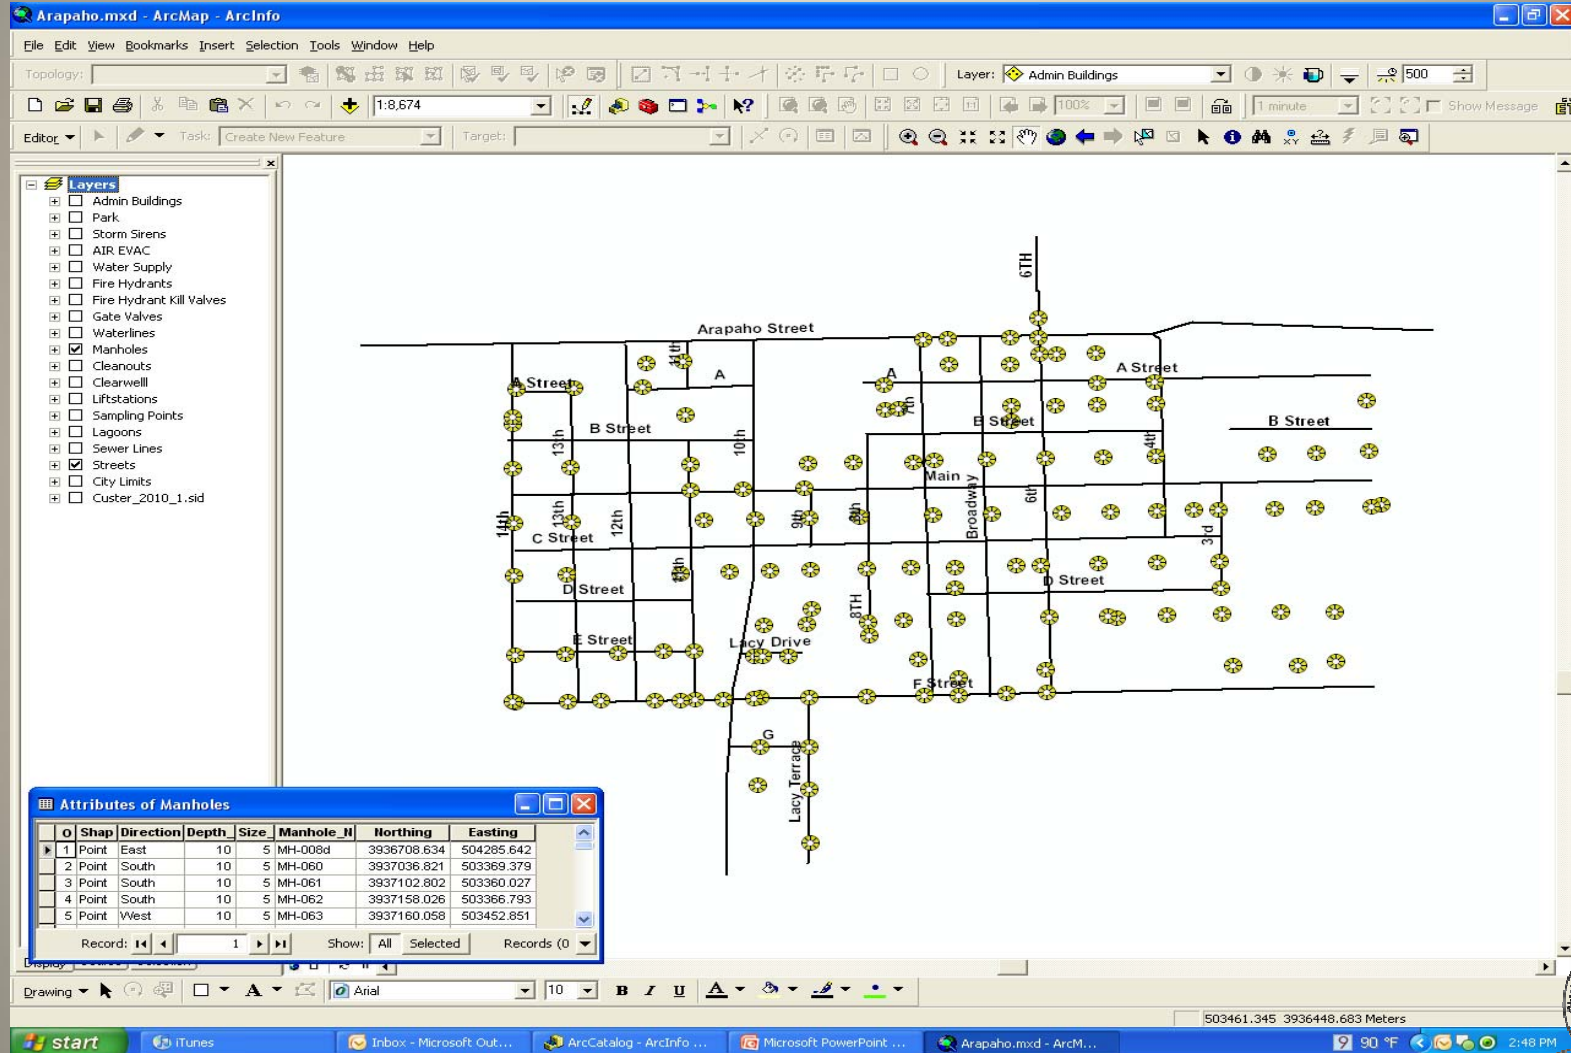 Arapaho.mxd - ArcMap - ArcInfo
File Edit View Bookmarks Insert Selection Tools Window Help
Topology: Layer: Admin Buildings 500
1:8,674 100% 1 minute Show Message
Editor Task: Create New Feature Target:
Layers
Admin Buildings
Park
Storm Sirens
AIR EVAC
Water Supply
Fire Hydrants
Fire Hydrant Kill Valves
Gate Valves
Waterlines
Manholes
Cleanouts
Clearwelll
Liftstations
Sampling Points
Lagoons
Sewer Lines
Streets
City Limits
Custer_2010_1.sid
6TH
Arapaho Street
11th
A Street
A
A
A Street
7th
B Street
B Street
B Street
13th
10th
4th
Main
Broadway
6th
14th
13th
12th
9th
8th
3rd
C Street
11th
D Street
D Street
8TH
E Street
Lacy Drive
F Street
G
Lacy Terrace
Attributes of Manholes
O Shap Direction Depth_ Size_ Manhole_N Northing Easting
1 Point East 10 5 MH-008d 3936708.634 504285.642
2 Point South 10 5 MH-060 3937036.821 503369.379
3 Point South 10 5 MH-061 3937102.802 503360.027
4 Point South 10 5 MH-062 3937158.026 503366.793
5 Point West 10 5 MH-063 3937160.058 503452.851
Record: 1 Show: All Selected Records (0
Drawing A Arial 10 B I U A
503461.345 3936448.683 Meters
start iTunes Inbox - Microsoft Out... ArcCatalog - ArcInfo ... Microsoft PowerPoint ... Arapaho.mxd - ArcM... 9 90 °F 2:48 PM